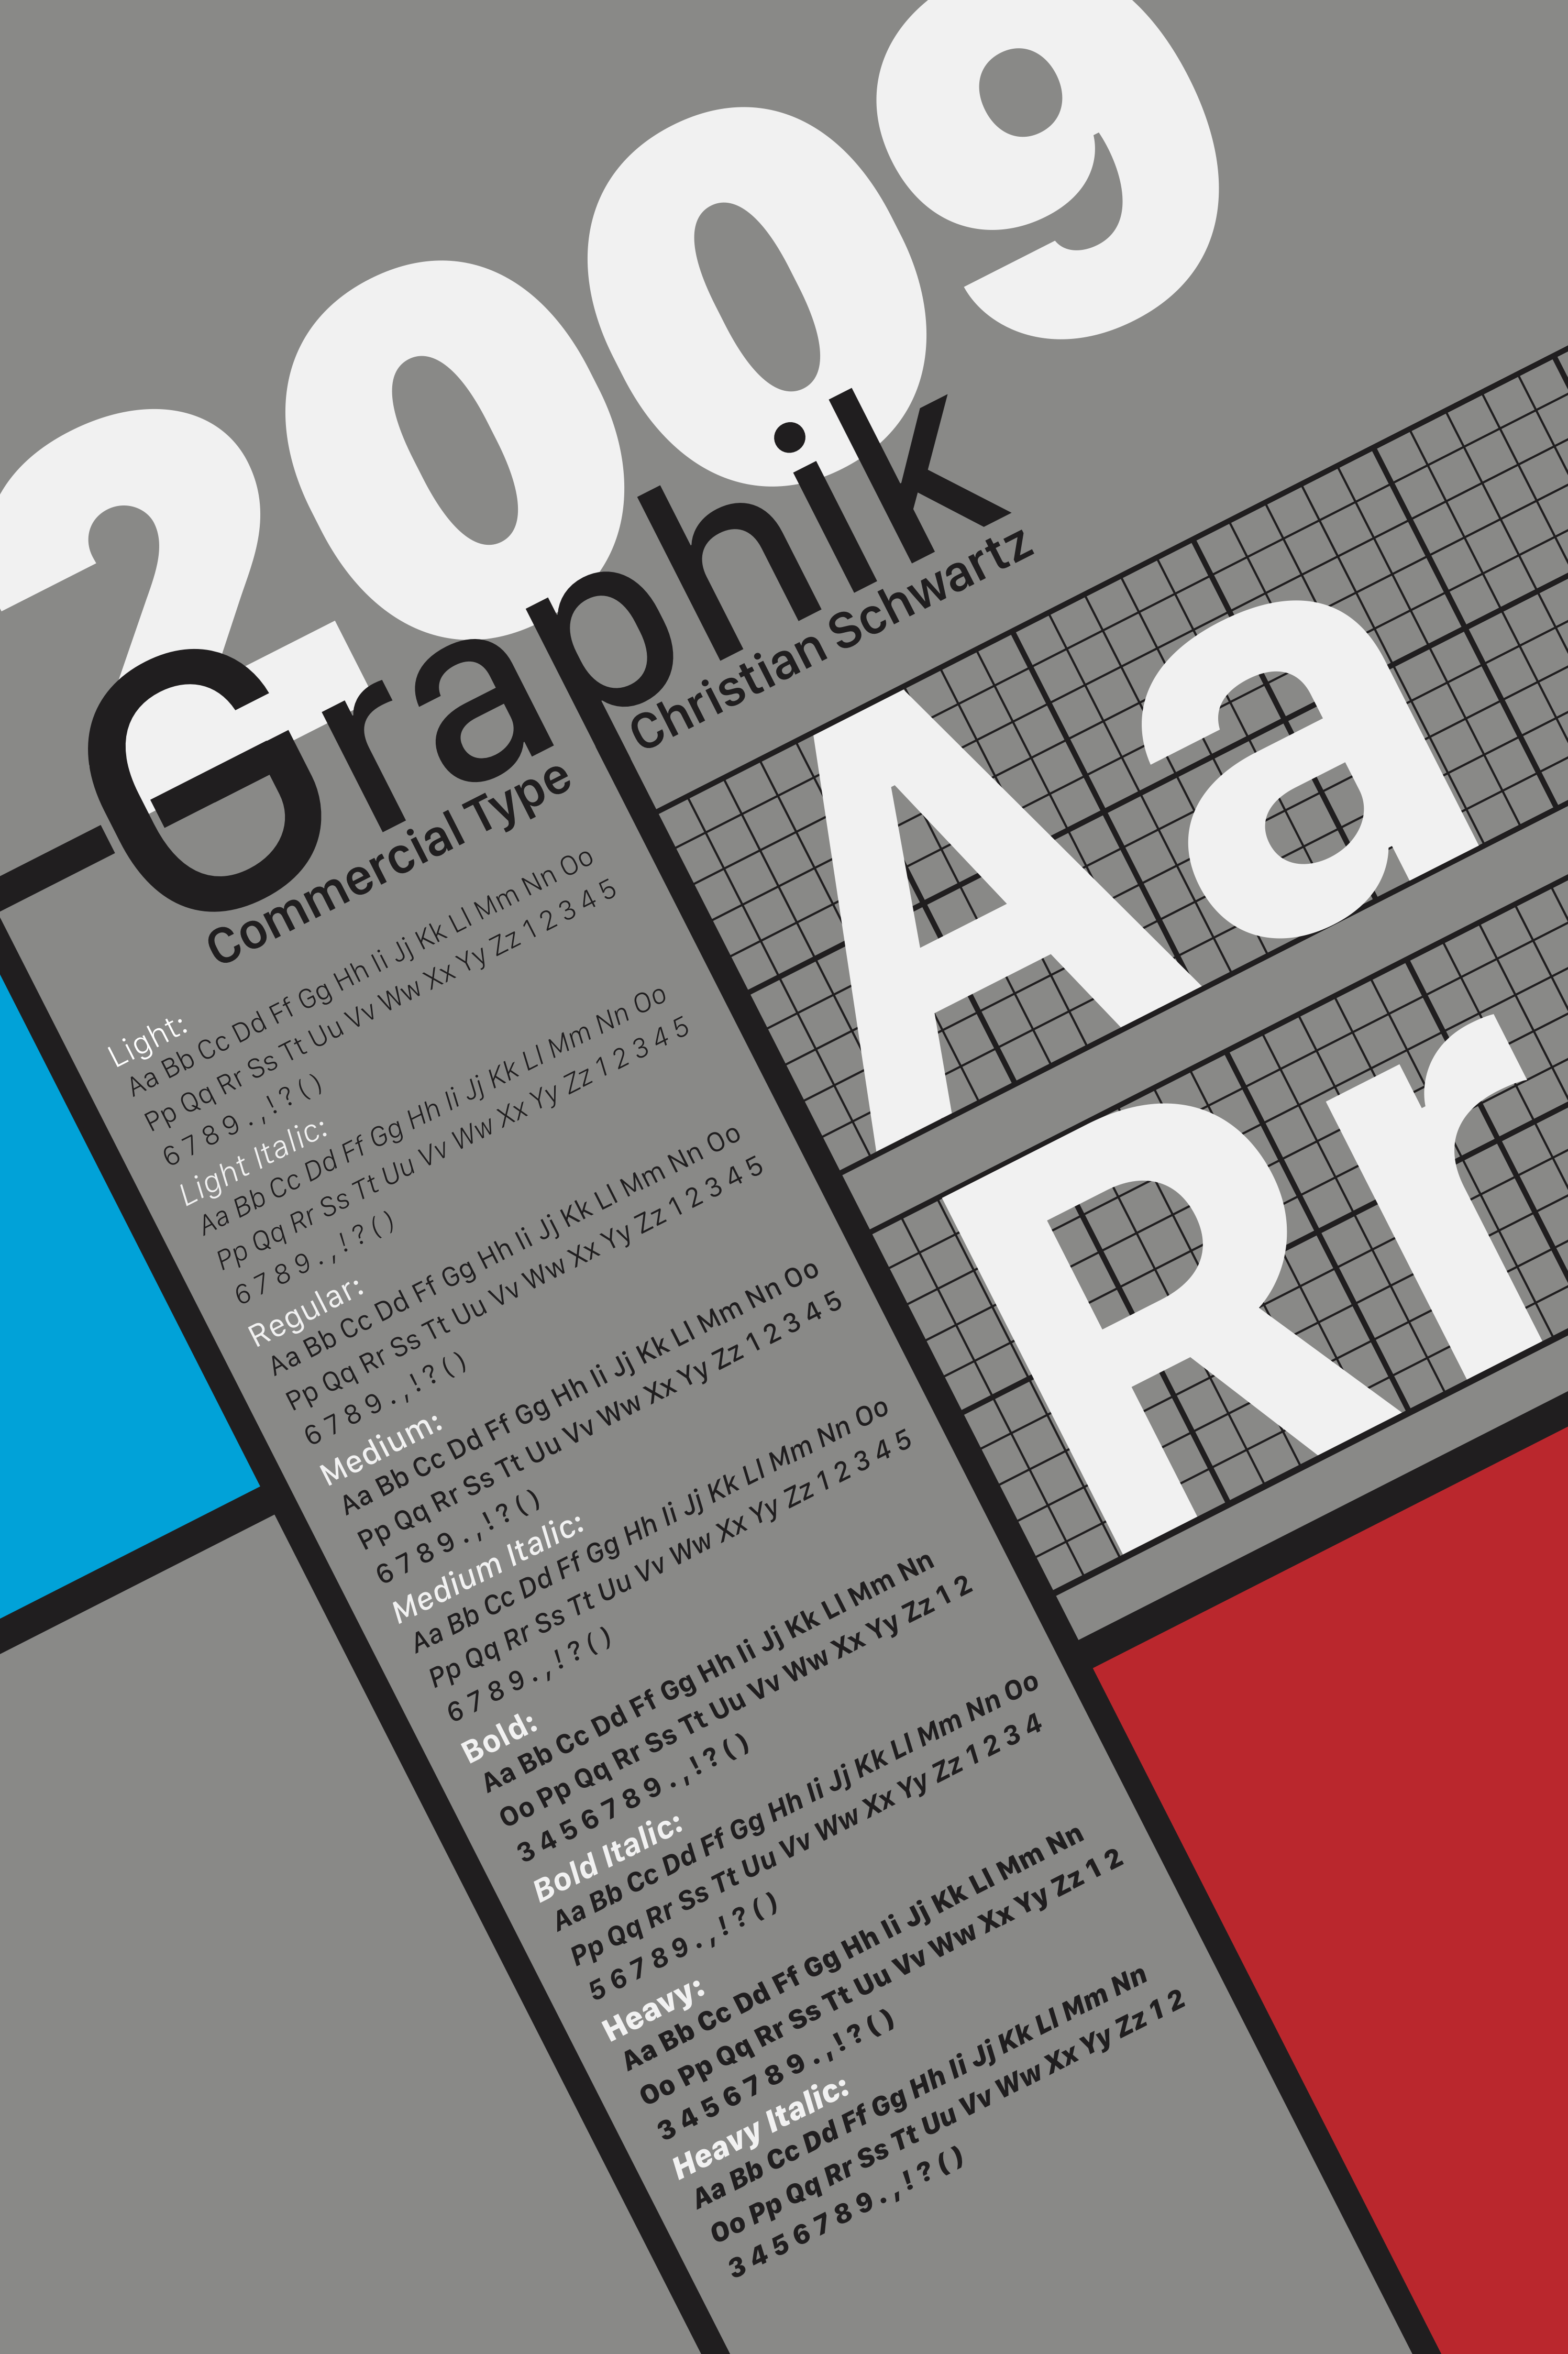 2009
Graphik
Christian Schwartz
Commercial Type
Light:
Aa Bb Cc Dd Ff Gg Hh Ii Jj Kk Ll Mm Nn Oo
Pp Qq Rr Ss Tt Uu Vv Ww Xx Yy Zz 1 2 3 4 5
6 7 8 9 . , ! ? ( )
Light Italic:
Aa Bb Cc Dd Ff Gg Hh Ii Jj Kk Ll Mm Nn Oo
Pp Qq Rr Ss Tt Uu Vv Ww Xx Yy Zz 1 2 3 4 5
6 7 8 9 . , ! ? ( )
Regular:
Aa Bb Cc Dd Ff Gg Hh Ii Jj Kk Ll Mm Nn Oo
Pp Qq Rr Ss Tt Uu Vv Ww Xx Yy Zz 1 2 3 4 5
6 7 8 9 . , ! ? ( )
Medium:
Aa Bb Cc Dd Ff Gg Hh Ii Jj Kk Ll Mm Nn Oo
Pp Qq Rr Ss Tt Uu Vv Ww Xx Yy Zz 1 2 3 4 5
6 7 8 9 . , ! ? ( )
Medium Italic:
Aa Bb Cc Dd Ff Gg Hh Ii Jj Kk Ll Mm Nn Oo
Pp Qq Rr Ss Tt Uu Vv Ww Xx Yy Zz 1 2 3 4 5
6 7 8 9 . , ! ? ( )
Bold:
Aa Bb Cc Dd Ff Gg Hh Ii Jj Kk Ll Mm Nn
Oo Pp Qq Rr Ss Tt Uu Vv Ww Xx Yy Zz 1 2
3 4 5 6 7 8 9 . , ! ? ( )
Bold Italic:
Aa Bb Cc Dd Ff Gg Hh Ii Jj Kk Ll Mm Nn Oo
Pp Qq Rr Ss Tt Uu Vv Ww Xx Yy Zz 1 2 3 4
5 6 7 8 9 . , ! ? ( )
Heavy:
Aa Bb Cc Dd Ff Gg Hh Ii Jj Kk Ll Mm Nn
Oo Pp Qq Rr Ss Tt Uu Vv Ww Xx Yy Zz 1 2
3 4 5 6 7 8 9 . , ! ? ( )
Heavy Italic:
Aa Bb Cc Dd Ff Gg Hh Ii Jj Kk Ll Mm Nn
Oo Pp Qq Rr Ss Tt Uu Vv Ww Xx Yy Zz 1 2
3 4 5 6 7 8 9 . , ! ? ( )
Aa
Rr